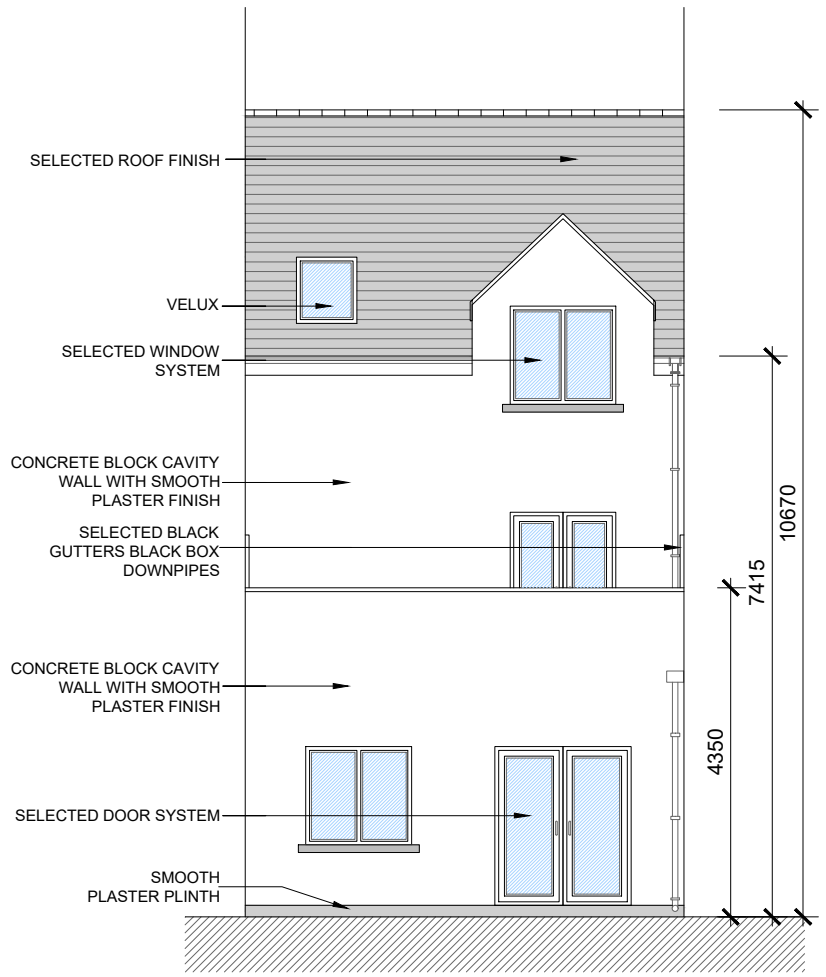 SELECTED ROOF FINISH
VELUX
SELECTED WINDOW
SYSTEM
CONCRETE BLOCK CAVITY
WALL WITH SMOOTH
PLASTER FINISH
SELECTED BLACK
GUTTERS BLACK BOX
DOWNPIPES
CONCRETE BLOCK CAVITY
WALL WITH SMOOTH
PLASTER FINISH
SELECTED DOOR SYSTEM
SMOOTH
PLASTER PLINTH
4350
7415
10670